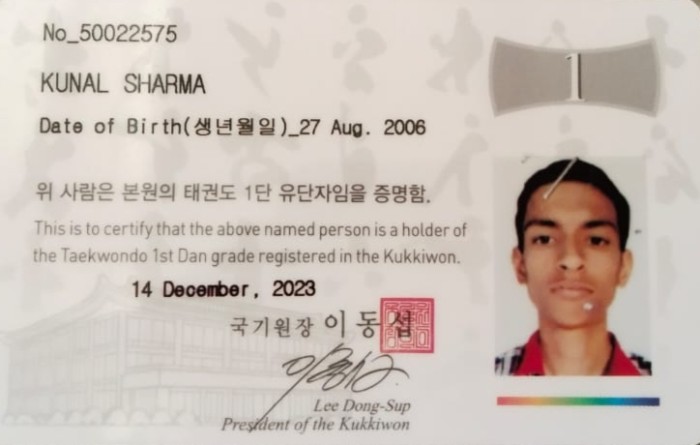 No_50022575
1
KUNAL SHARMA
Date of Birth(생년월일)_27 Aug. 2006
위 사람은 본원의 태권도 1단 유단자임을 증명함.
This is to certify that the above named person is a holder of
the Taekwondo 1st Dan grade registered in the Kukkiwon.
14 December, 2023
국기원장 이동섭
Lee Dong-Sup
President of the Kukkiwon